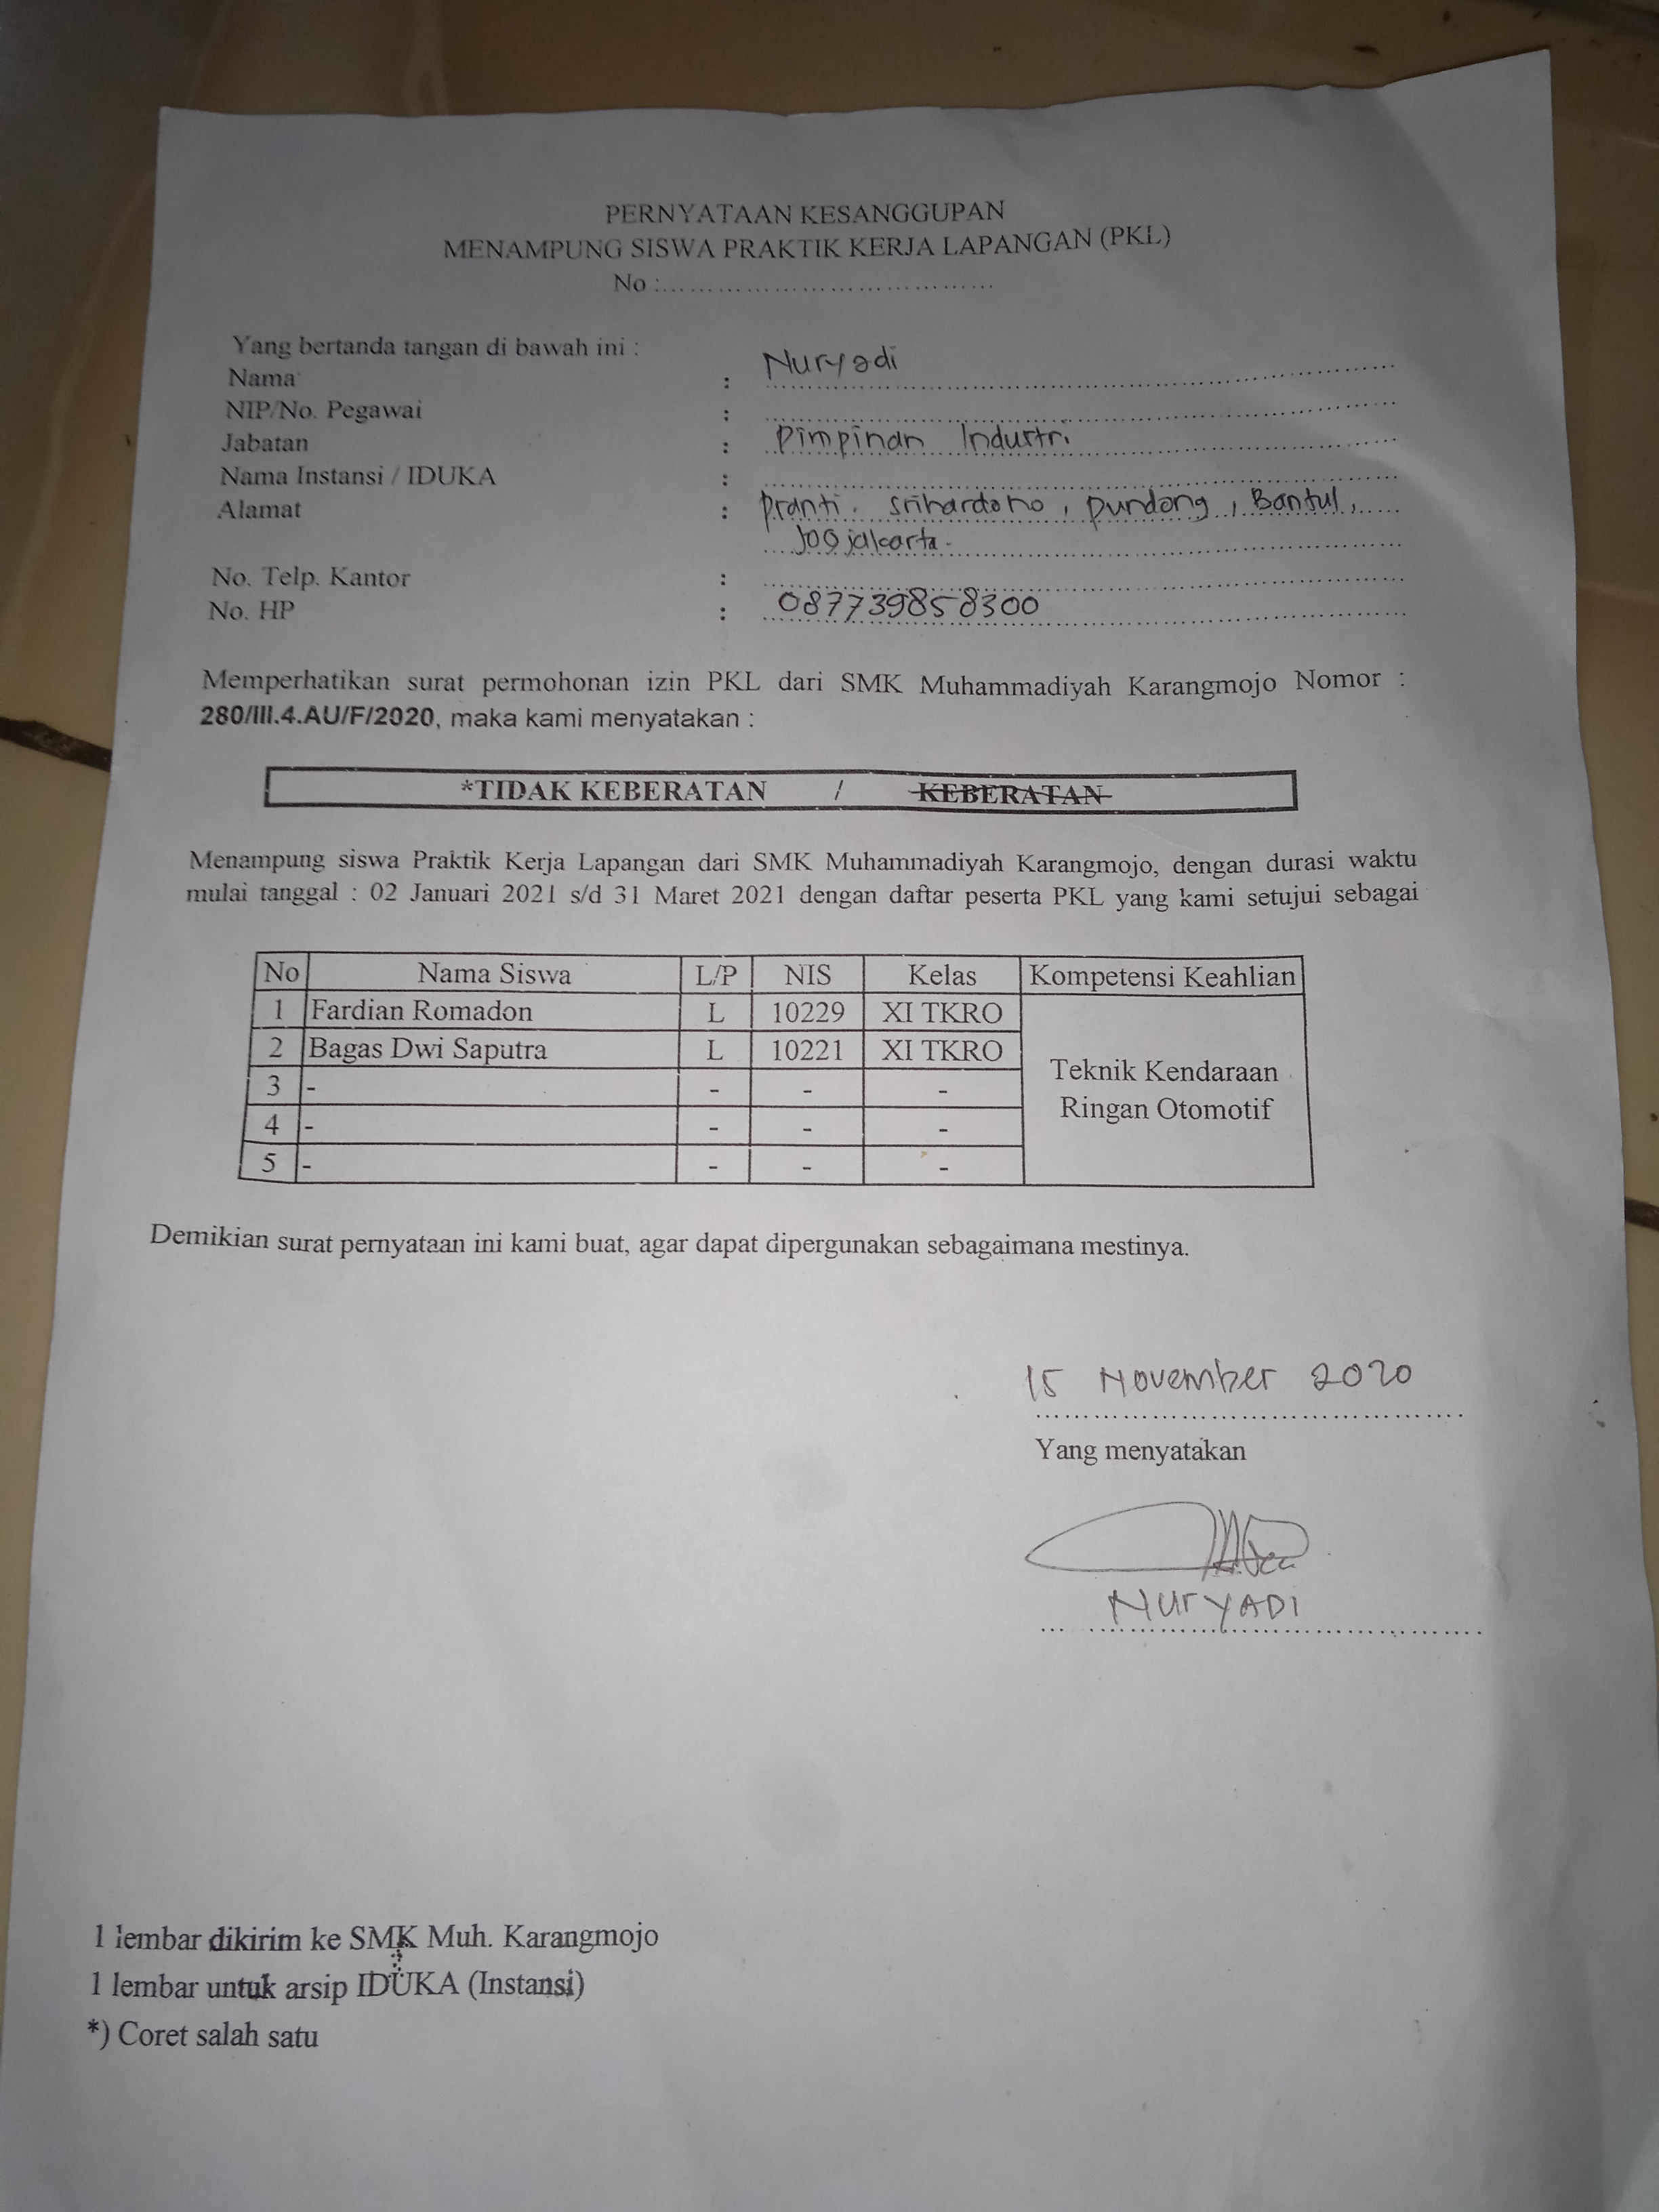 PERNYATAAN KESANGGUPAN
MENAMPUNG SISWA PRAKTIK KERJA LAPANGAN (PKL)
No :..........................................
Yang bertanda tangan di bawah ini :
Nama : Nuryadi
NIP/No. Pegawai :
Jabatan : Pimpinan Industri
Nama Instansi / IDUKA :
Alamat : Pranti. Srihardono, Pundong, Bantul,
Jogjakarta.
No. Telp. Kantor :
No. HP : 087739858300
Memperhatikan surat permohonan izin PKL dari SMK Muhammadiyah Karangmojo Nomor :
280/III.4.AU/F/2020, maka kami menyatakan :
*TIDAK KEBERATAN / KEBERATAN
Menampung siswa Praktik Kerja Lapangan dari SMK Muhammadiyah Karangmojo, dengan durasi waktu
mulai tanggal : 02 Januari 2021 s/d 31 Maret 2021 dengan daftar peserta PKL yang kami setujui sebagai
No Nama Siswa L/P NIS Kelas Kompetensi Keahlian
1 Fardian Romadon L 10229 XI TKRO
2 Bagas Dwi Saputra L 10221 XI TKRO
3 - - - -
4 - - - -
5 - - - -
Teknik Kendaraan
Ringan Otomotif
Demikian surat pernyataan ini kami buat, agar dapat dipergunakan sebagaimana mestinya.
15 November 2020
Yang menyatakan
NURYADI
1 lembar dikirim ke SMK Muh. Karangmojo
1 lembar untuk arsip IDUKA (Instansi)
*) Coret salah satu